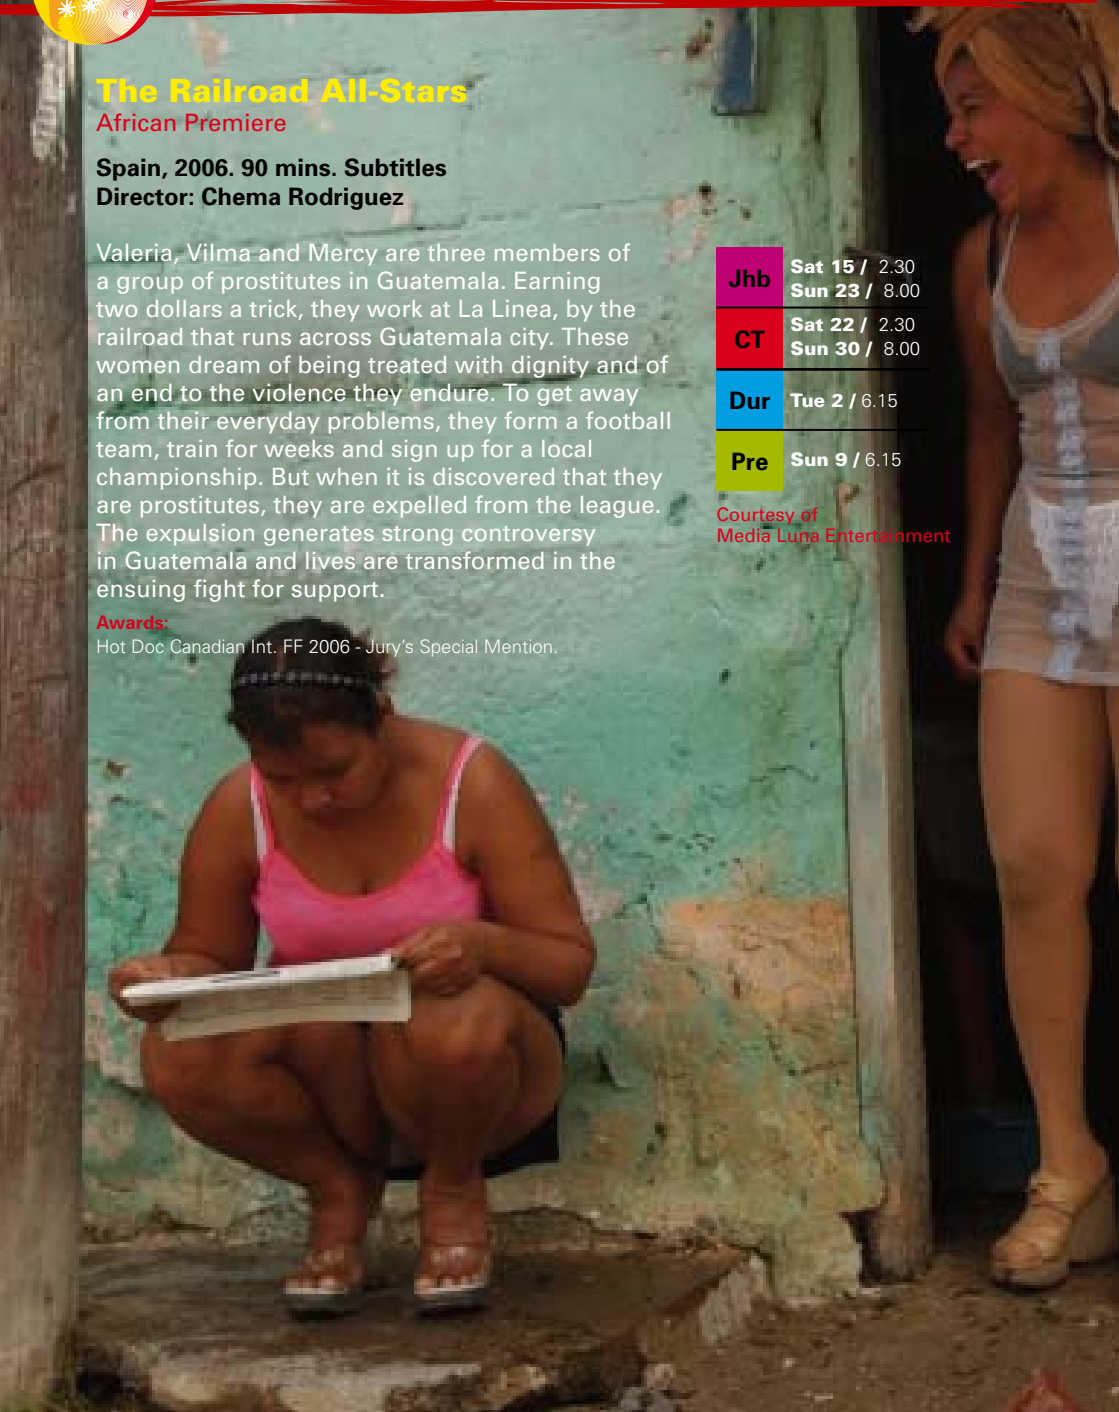 The Railroad All-Stars
African Premiere
Spain, 2006. 90 mins. Subtitles
Director: Chema Rodriguez
Valeria, Vilma and Mercy are three members of
a group of prostitutes in Guatemala. Earning
two dollars a trick, they work at La Linea, by the
railroad that runs across Guatemala city. These
women dream of being treated with dignity and of
an end to the violence they endure. To get away
from their everyday problems, they form a football
team, train for weeks and sign up for a local
championship. But when it is discovered that they
are prostitutes, they are expelled from the league.
The expulsion generates strong controversy
in Guatemala and lives are transformed in the
ensuing fight for support.
Awards:
Hot Doc Canadian Int. FF 2006 - Jury's Special Mention.
Jhb
Sat 15 / 2.30
Sun 23 / 8.00
CT
Sat 22 / 2.30
Sun 30 / 8.00
Dur
Tue 2 / 6.15
Pre
Sun 9 / 6.15
Courtesy of
Media Luna Entertainment